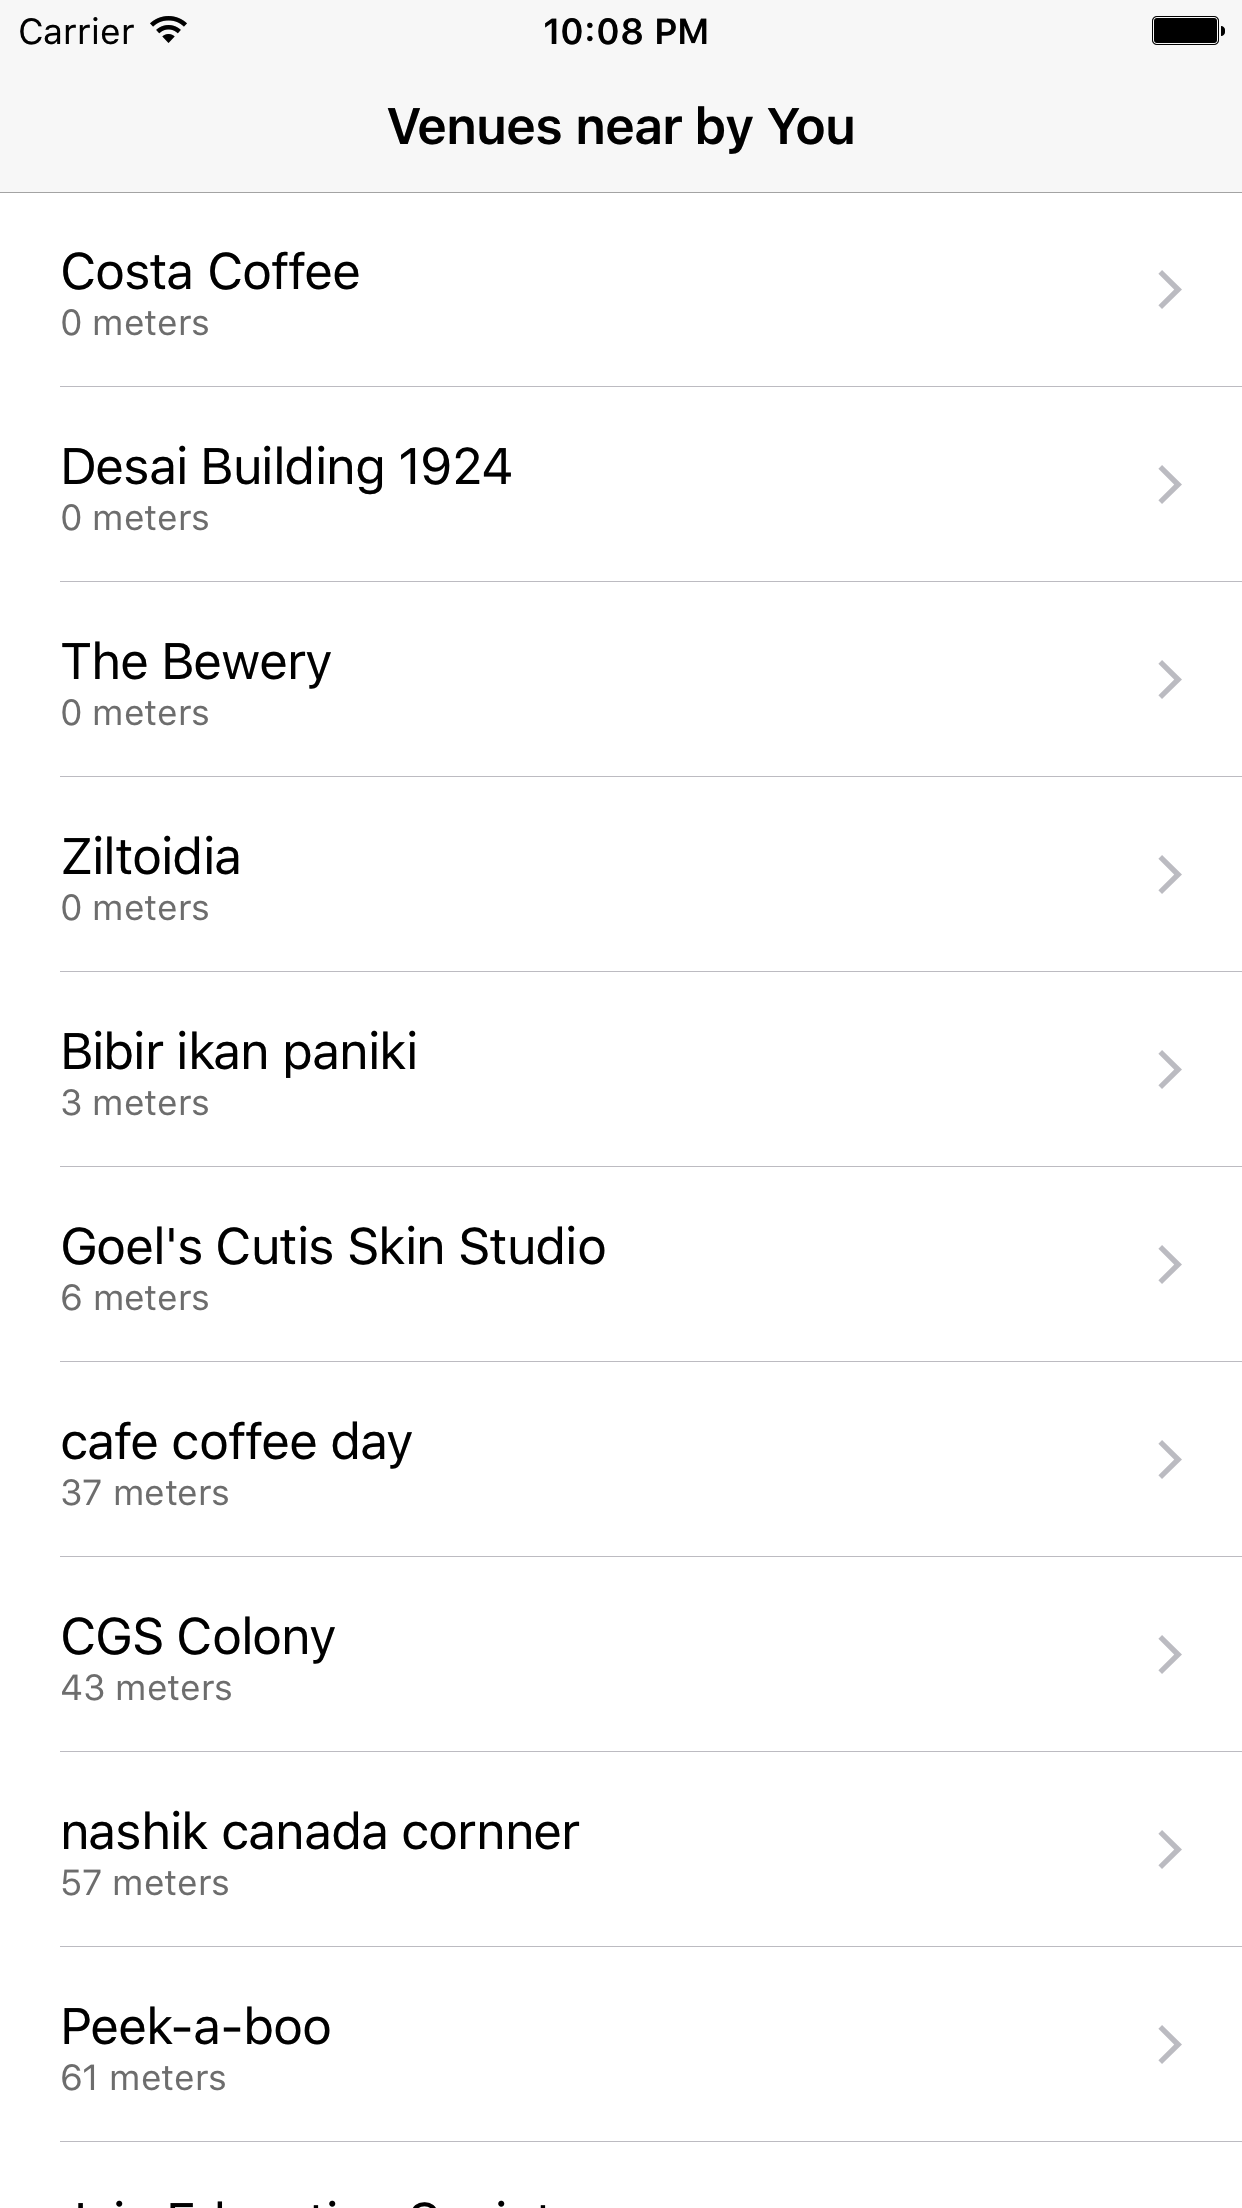 Carrier 10:08 PM
Venues near by You
Costa Coffee
0 meters
Desai Building 1924
0 meters
The Bewery
0 meters
Ziltoidia
0 meters
Bibir ikan paniki
3 meters
Goel's Cutis Skin Studio
6 meters
cafe coffee day
37 meters
CGS Colony
43 meters
nashik canada cornner
57 meters
Peek-a-boo
61 meters